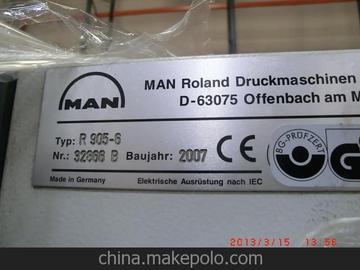 MAN
MAN Roland Druckmaschinen
D-63075 Offenbach am M
Typ: R 905-6
Nr.: 32866 B Baujahr: 2007 CE
BG-PRÜFZERT
Made in Germany Elektrische Ausrüstung nach IEC
2013/3/15 13:56
china.makepolo.com